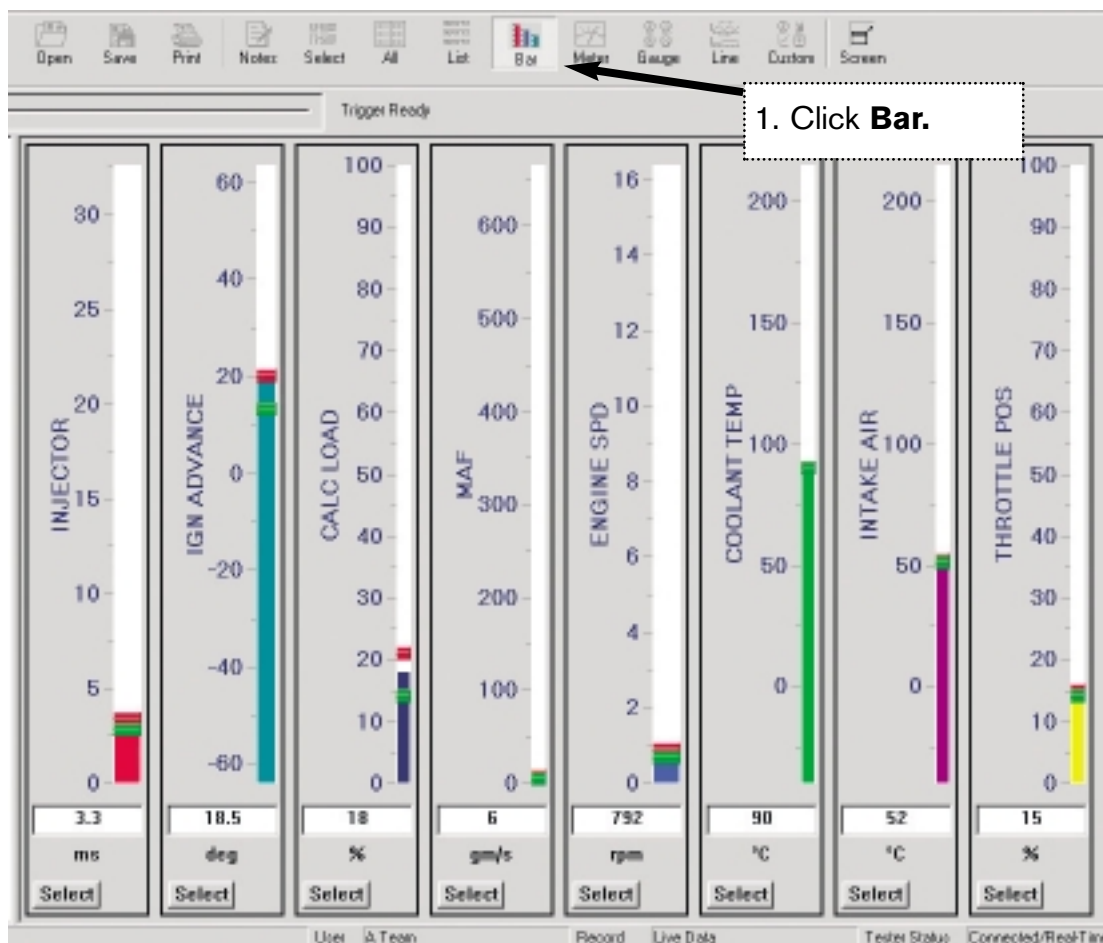 Open Save Print Notes Select All List Bar Meter Gauge Line Custom Screen
Trigger Ready
1. Click Bar.
INJECTOR
30
25
20
15
10
5
0
3.3
ms
Select
IGN ADVANCE
60
40
20
0
-20
-40
-60
18.5
deg
Select
CALC LOAD
100
90
80
70
60
50
40
30
20
10
0
18
%
Select
MAF
600
500
400
300
200
100
0
6
gm/s
Select
ENGINE SPD
16
14
12
10
8
6
4
2
0
792
rpm
Select
COOLANT TEMP
200
150
100
50
0
90
°C
Select
INTAKE AIR
200
150
100
50
0
52
°C
Select
THROTTLE POS
100
90
80
70
60
50
40
30
20
10
0
15
%
Select
User A Team Record Live Data Tester Status Connected/Real-Time